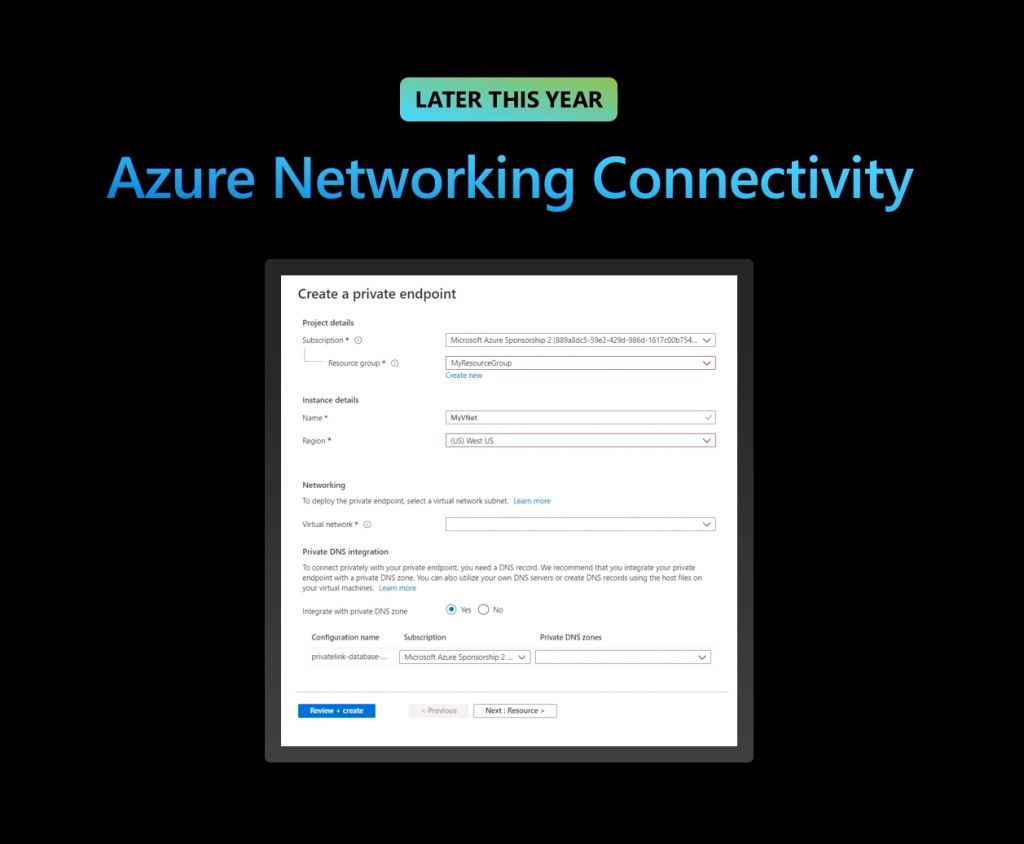 LATER THIS YEAR
Azure Networking Connectivity
Create a private endpoint
Project details
Subscription * Microsoft Azure Sponsorship 2 (889a8dc5-59e2-429d-986d-1617c00b754...
Resource group * MyResourceGroup
Create new
Instance details
Name * MyVNet
Region * (US) West US
Networking
To deploy the private endpoint, select a virtual network subnet. Learn more
Virtual network *
Private DNS integration
To connect privately with your private endpoint, you need a DNS record. We recommend that you integrate your private
endpoint with a private DNS zone. You can also utilize your own DNS servers or create DNS records using the host files on
your virtual machines. Learn more
Integrate with private DNS zone Yes No
Configuration name Subscription Private DNS zones
privatelink-database-... Microsoft Azure Sponsorship 2 ...
Review + create < Previous Next : Resource >